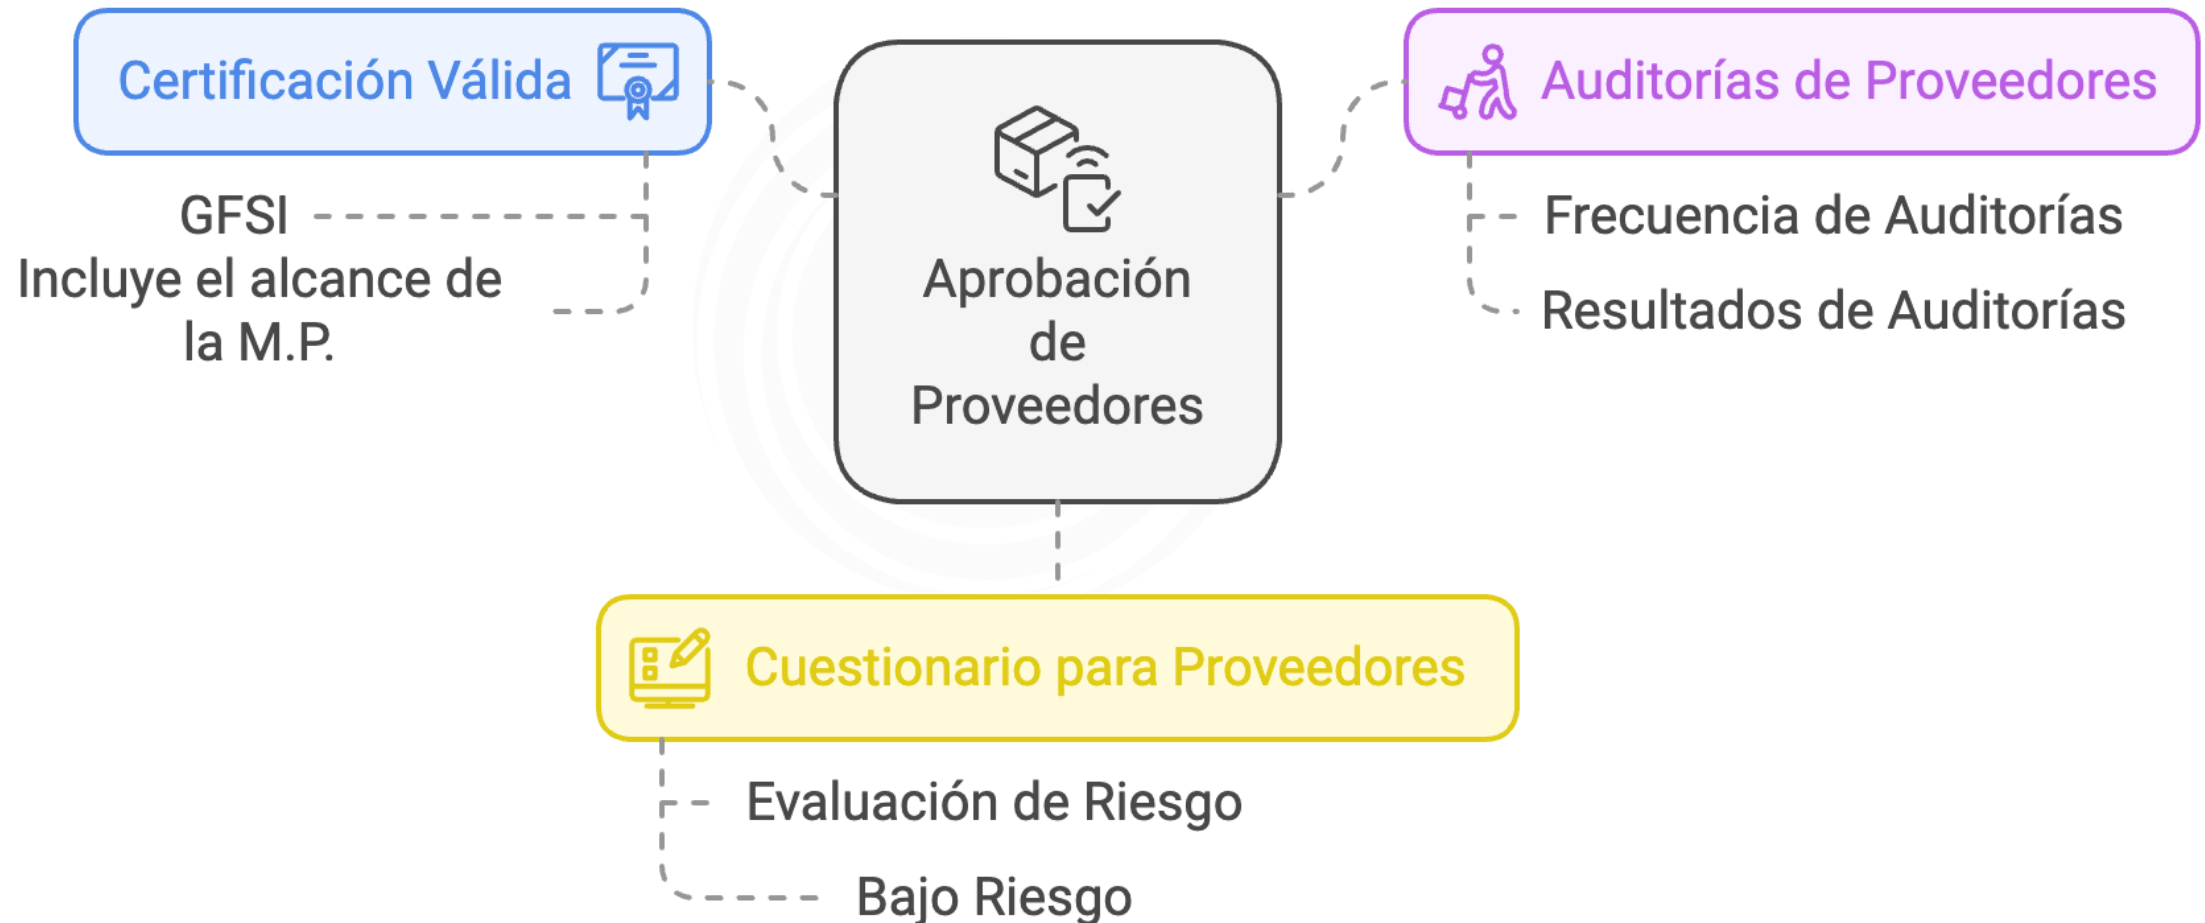 Certificación Válida
GFSI
Incluye el alcance de
la M.P.
Aprobación
de
Proveedores
Auditorías de Proveedores
Frecuencia de Auditorías
Resultados de Auditorías
Cuestionario para Proveedores
Evaluación de Riesgo
Bajo Riesgo